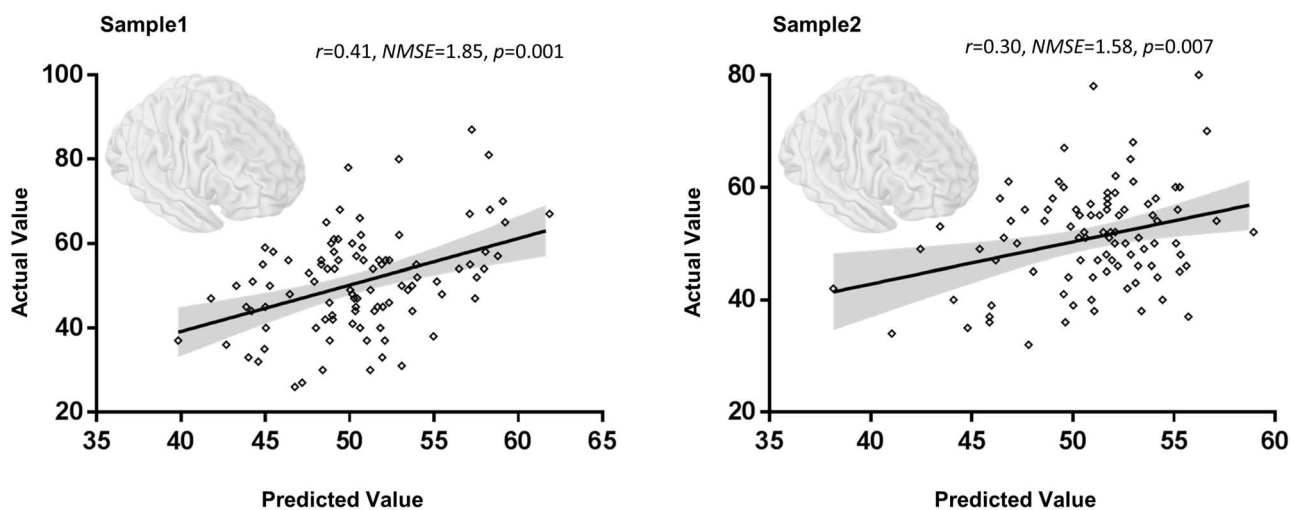 Sample1
r=0.41, NMSE=1.85, p=0.001
100
80
60
40
20
Actual Value
35 40 45 50 55 60 65
Predicted Value
Sample2
r=0.30, NMSE=1.58, p=0.007
80
60
40
20
Actual Value
35 40 45 50 55 60
Predicted Value